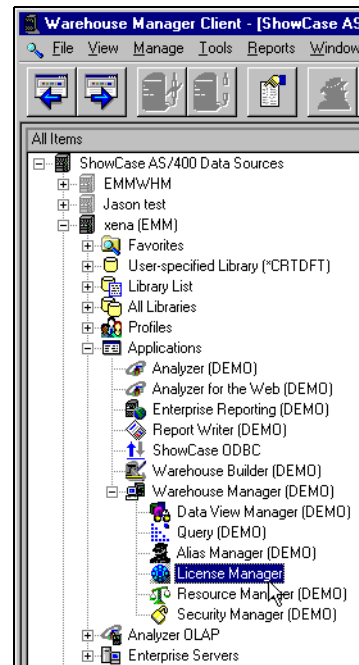 Warehouse Manager Client - [ShowCase AS
File View Manage Tools Reports Window
All Items
ShowCase AS/400 Data Sources
EMMWHM
Jason test
xena (EMM)
Favorites
User-specified Library (*CRTDFT)
Library List
All Libraries
Profiles
Applications
Analyzer (DEMO)
Analyzer for the Web (DEMO)
Enterprise Reporting (DEMO)
Report Writer (DEMO)
ShowCase ODBC
Warehouse Builder (DEMO)
Warehouse Manager (DEMO)
Data View Manager (DEMO)
Query (DEMO)
Alias Manager (DEMO)
License Manager
Resource Manager (DEMO)
Security Manager (DEMO)
Analyzer OLAP
Enterprise Servers